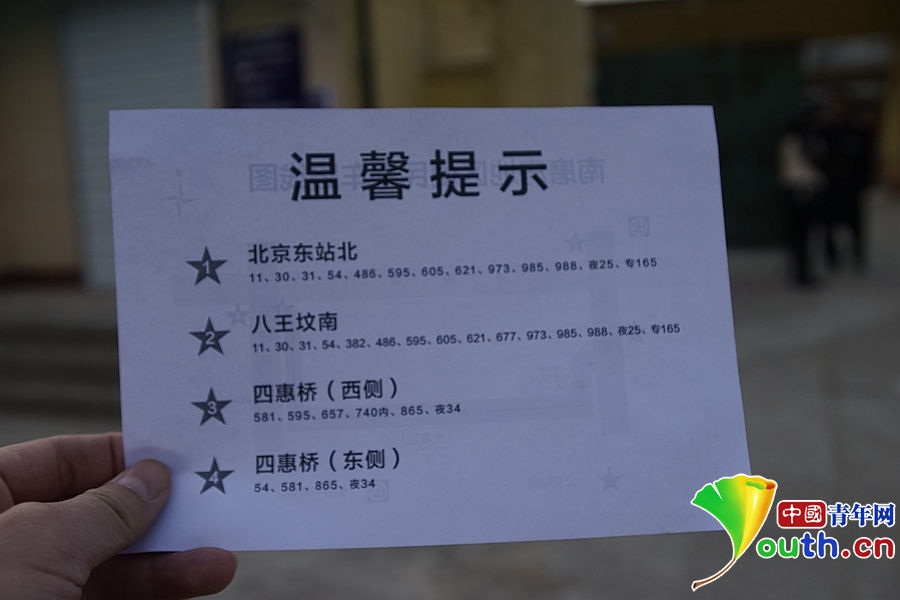 温馨提示
1 北京东站北
11、30、31、54、486、595、605、621、973、985、988、夜25、专165
2 八王坟南
11、30、31、54、382、486、595、605、621、677、973、985、988、夜25、专165
3 四惠桥（西侧）
581、595、657、740内、865、夜34
4 四惠桥（东侧）
54、581、865、夜34
中國青年网
Youth.cn